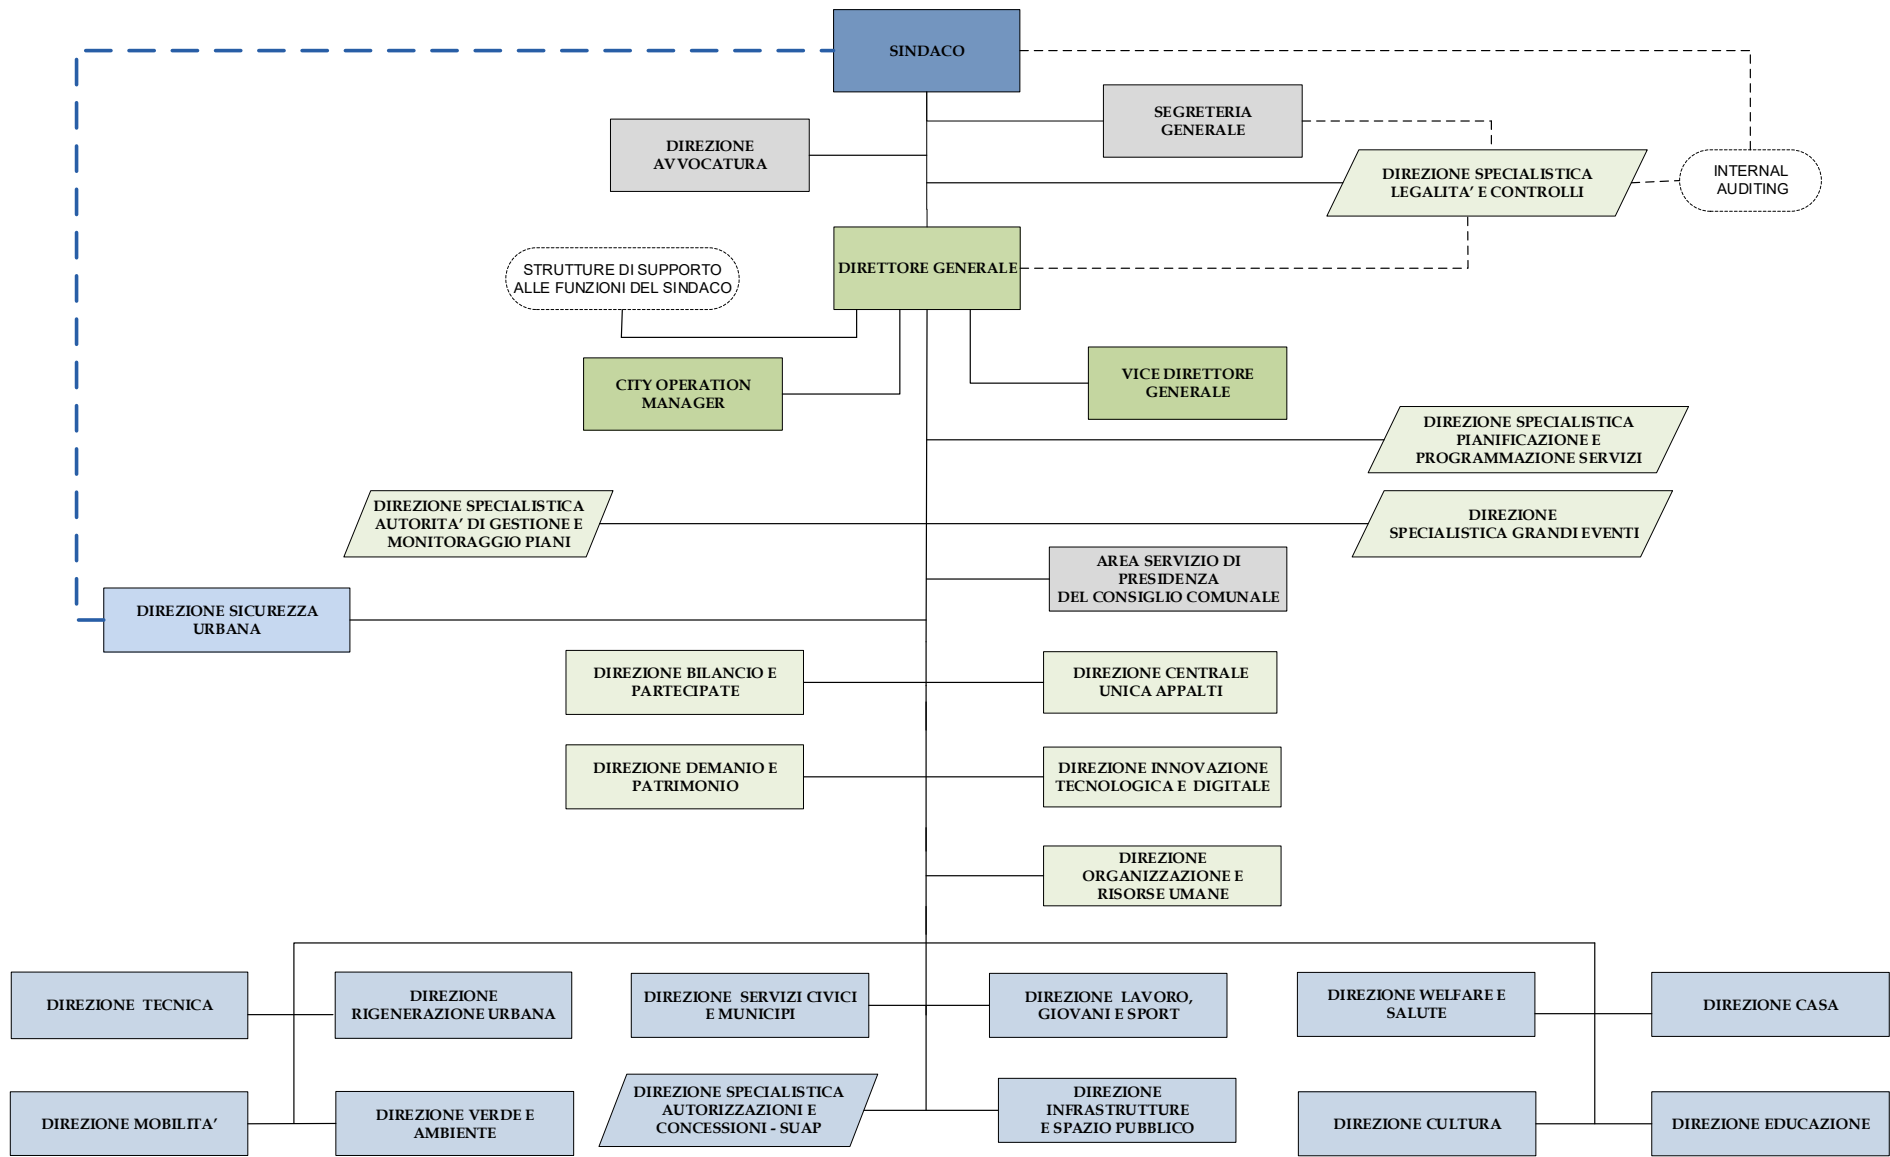 SINDACO
SEGRETERIA
GENERALE
DIREZIONE
AVVOCATURA
DIREZIONE SPECIALISTICA
LEGALITA’ E CONTROLLI
INTERNAL
AUDITING
DIRETTORE GENERALE
STRUTTURE DI SUPPORTO
ALLE FUNZIONI DEL SINDACO
CITY OPERATION
MANAGER
VICE DIRETTORE
GENERALE
DIREZIONE SPECIALISTICA
PIANIFICAZIONE E
PROGRAMMAZIONE SERVIZI
DIREZIONE SPECIALISTICA
AUTORITA’ DI GESTIONE E
MONITORAGGIO PIANI
DIREZIONE
SPECIALISTICA GRANDI EVENTI
AREA SERVIZIO DI
PRESIDENZA
DEL CONSIGLIO COMUNALE
DIREZIONE SICUREZZA
URBANA
DIREZIONE BILANCIO E
PARTECIPATE
DIREZIONE CENTRALE
UNICA APPALTI
DIREZIONE DEMANIO E
PATRIMONIO
DIREZIONE INNOVAZIONE
TECNOLOGICA E DIGITALE
DIREZIONE
ORGANIZZAZIONE E
RISORSE UMANE
DIREZIONE TECNICA
DIREZIONE
RIGENERAZIONE URBANA
DIREZIONE SERVIZI CIVICI
E MUNICIPI
DIREZIONE LAVORO,
GIOVANI E SPORT
DIREZIONE WELFARE E
SALUTE
DIREZIONE CASA
DIREZIONE MOBILITA’
DIREZIONE VERDE E
AMBIENTE
DIREZIONE SPECIALISTICA
AUTORIZZAZIONI E
CONCESSIONI - SUAP
DIREZIONE
INFRASTRUTTURE
E SPAZIO PUBBLICO
DIREZIONE CULTURA
DIREZIONE EDUCAZIONE